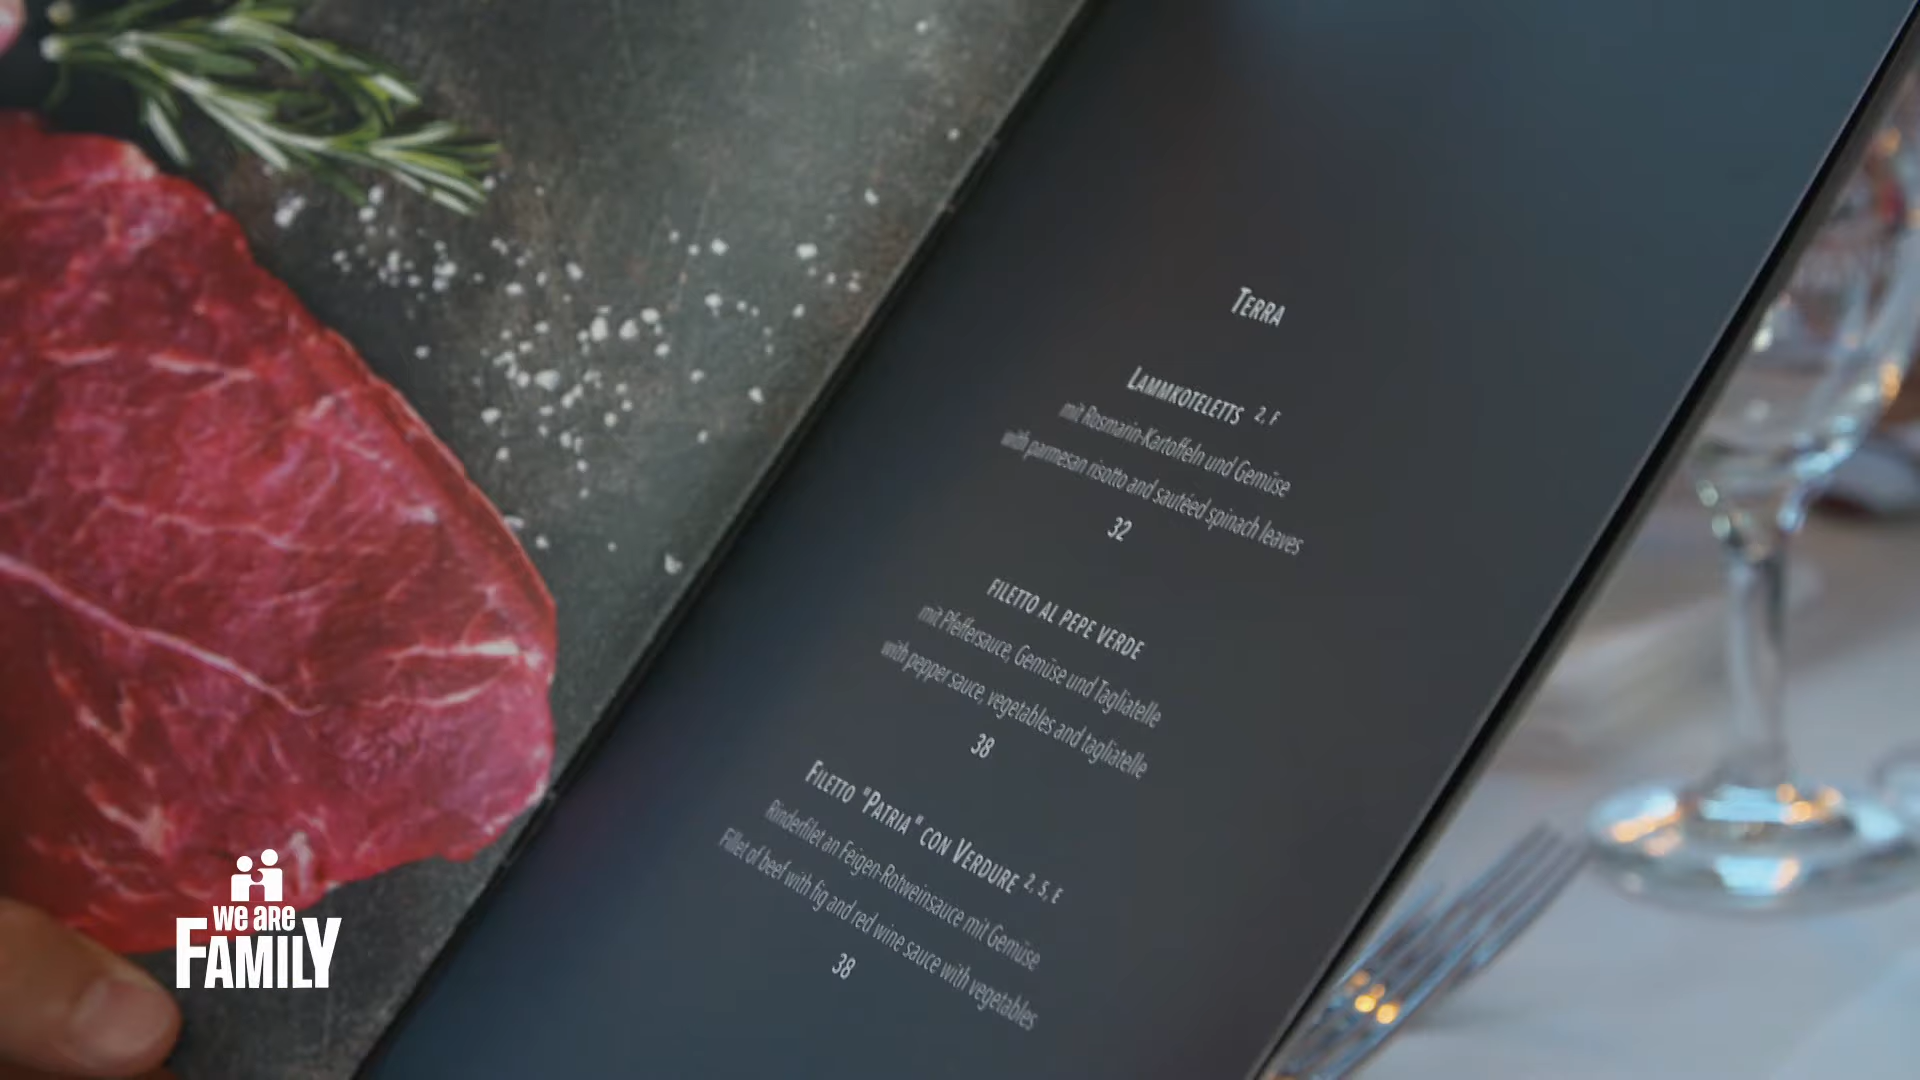 TERRA
LAMMKOTELETTS 2, F
mit Rosmarin-Kartoffeln und Gemüse
with parmesan risotto and sautéed spinach leaves
32
FILETTO AL PEPE VERDE
mit Pfeffersauce, Gemüse und Tagliatelle
with pepper sauce, vegetables and tagliatelle
38
FILETTO "PATRIA" CON VERDURE 2, 5, E
Rinderfilet an Feigen-Rotweinsauce mit Gemüse
Fillet of beef with fig and red wine sauce with vegetables
38
We aRe
FAMILY